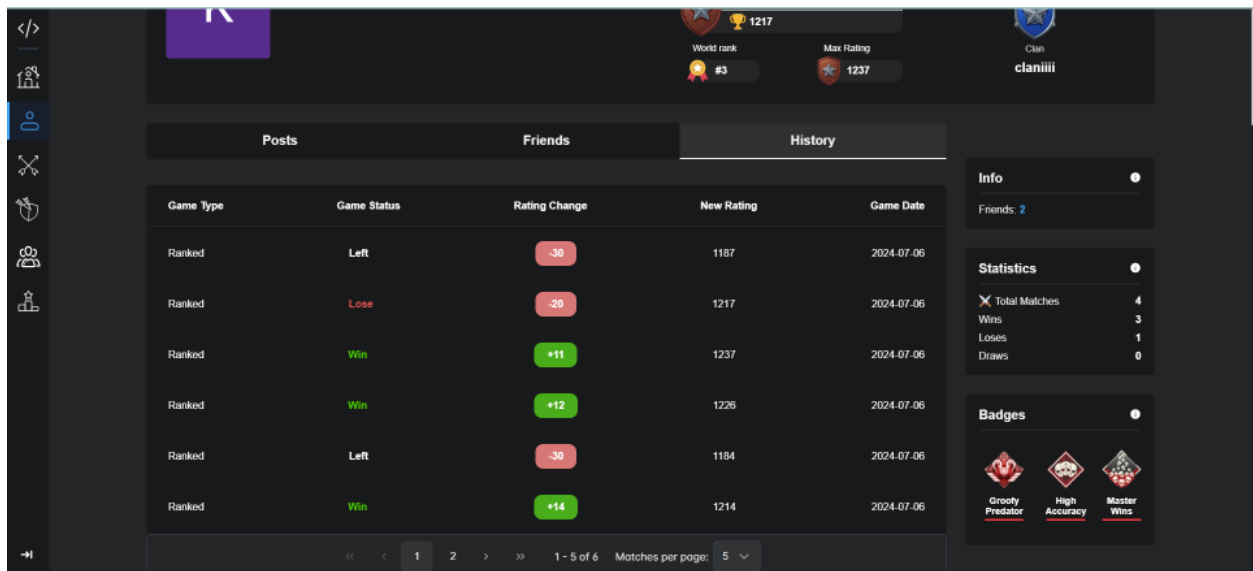 </>
K
1217
World rank
Max Rating
Clan
#3
1237
claniiii
Posts
Friends
History
Game Type
Game Status
Rating Change
New Rating
Game Date
Ranked
Left
-30
1187
2024-07-06
Ranked
Lose
-20
1217
2024-07-06
Ranked
Win
+11
1237
2024-07-06
Ranked
Win
+12
1226
2024-07-06
Ranked
Left
-30
1184
2024-07-06
Ranked
Win
+14
1214
2024-07-06
« ‹ 1 2 › » 1 - 5 of 6 Matches per page: 5
Info
Friends: 2
Statistics
Total Matches 4
Wins 3
Loses 1
Draws 0
Badges
Groofy
Predator
High
Accuracy
Master
Wins